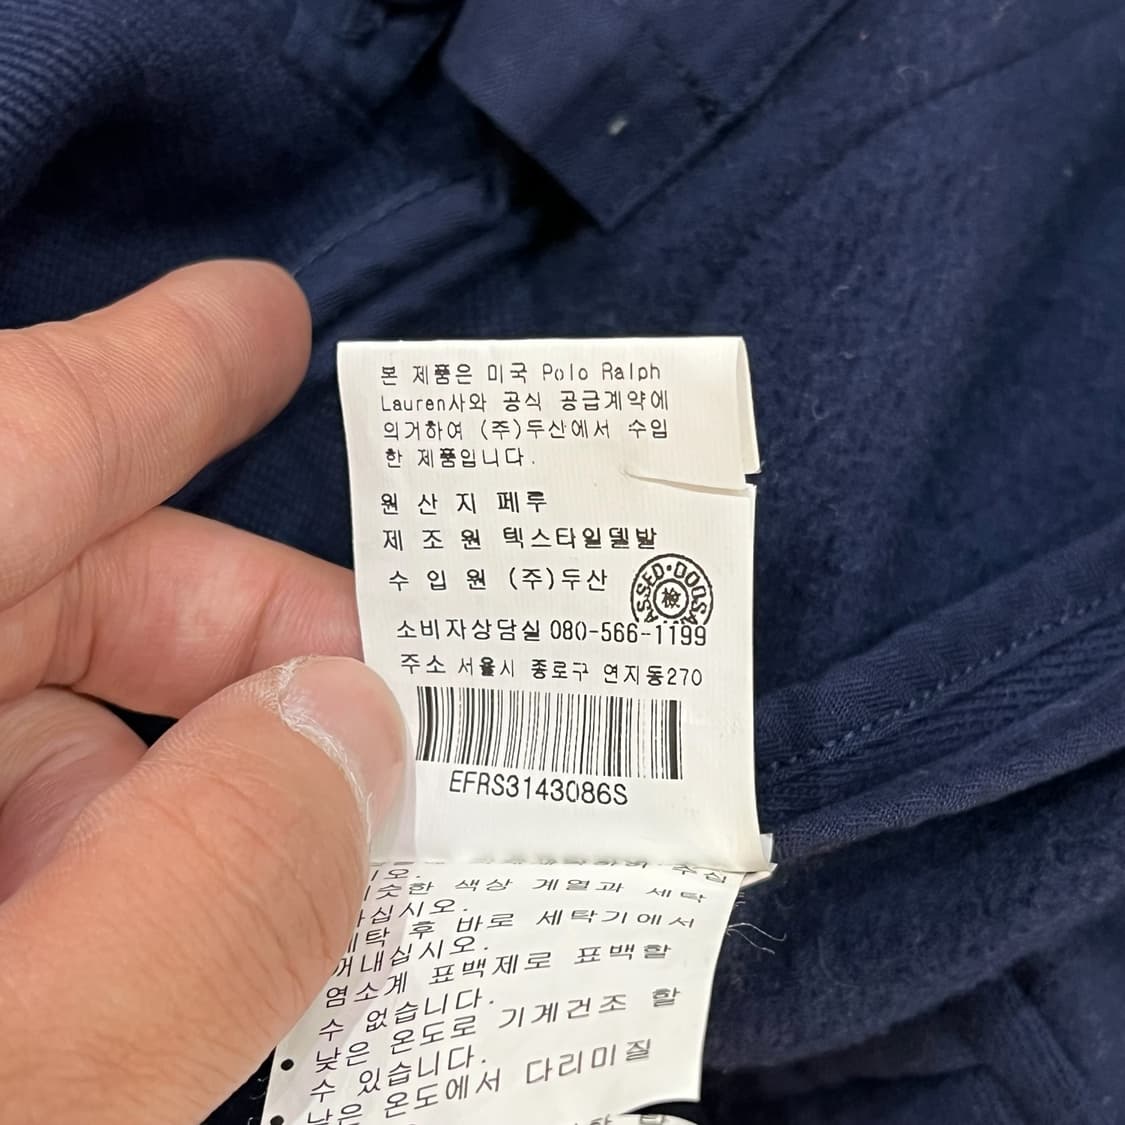 본 제품은 미국 Polo Ralph
Lauren사와 공식 공급계약에
의거하여 (주)두산에서 수입
한 제품입니다.
원 산 지 페루
제 조 원 텍스타일델발
수 입 원 (주)두산
소비자상담실 080-566-1199
주소 서울시 종로구 연지동270
EFRS3143086S
주십
오.
슷한 색상 계열과 세탁
십시오.
탁 후 바로 세탁기에서
꺼내십시오.
염소계 표백제로 표백할
수 없습니다.
• 낮은 온도로 기계건조 할
수 있습니다.
• 낮은 온도에서 다리미질